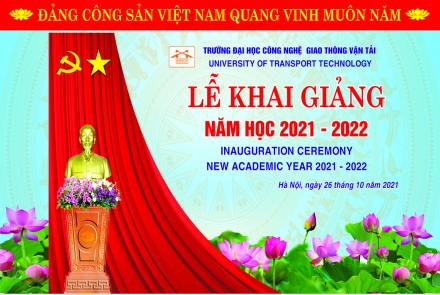 ĐẢNG CỘNG SẢN VIỆT NAM QUANG VINH MUÔN NĂM
TRƯỜNG ĐẠI HỌC CÔNG NGHỆ GIAO THÔNG VẬN TẢI
UNIVERSITY OF TRANSPORT TECHNOLOGY
LỄ KHAI GIẢNG
NĂM HỌC 2021 - 2022
INAUGURATION CEREMONY
NEW ACADEMIC YEAR 2021 - 2022
Hà Nội, ngày 26 tháng 10 năm 2021